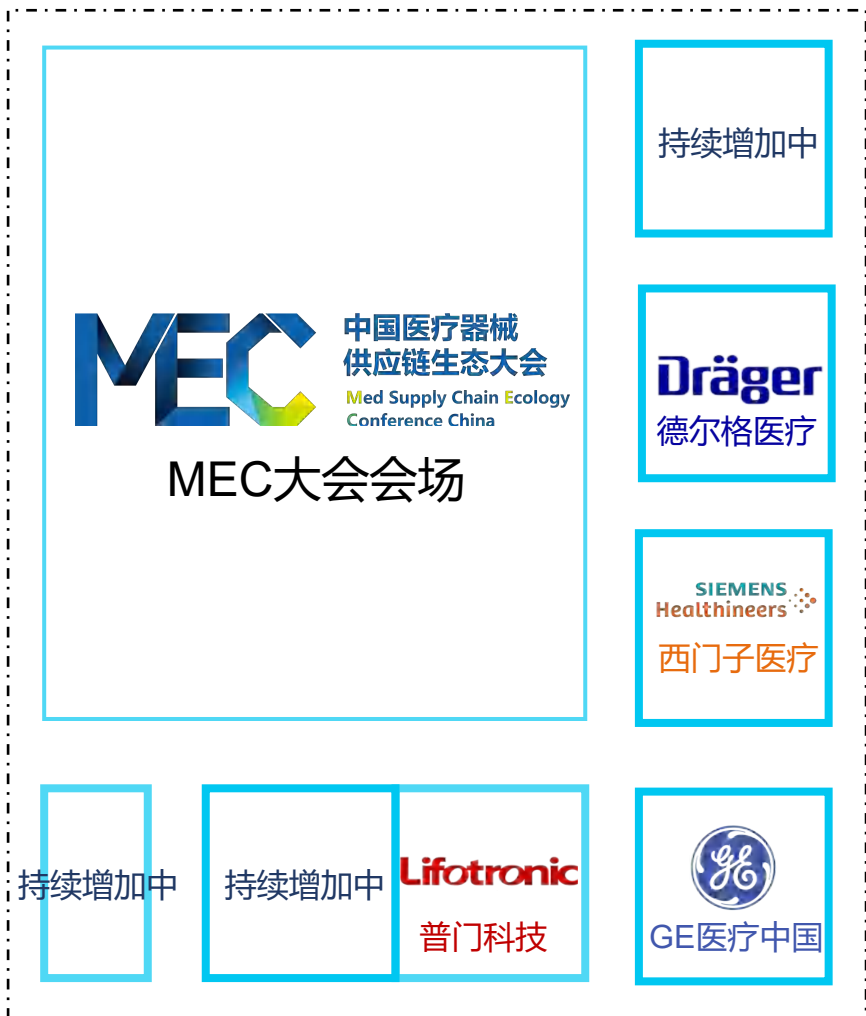 持续增加中
MEC
中国医疗器械
供应链生态大会
Med Supply Chain Ecology
Conference China
MEC大会会场
Dräger
德尔格医疗
SIEMENS
Healthineers
西门子医疗
持续增加中
持续增加中
Lifotronic
普门科技
GE
GE医疗中国